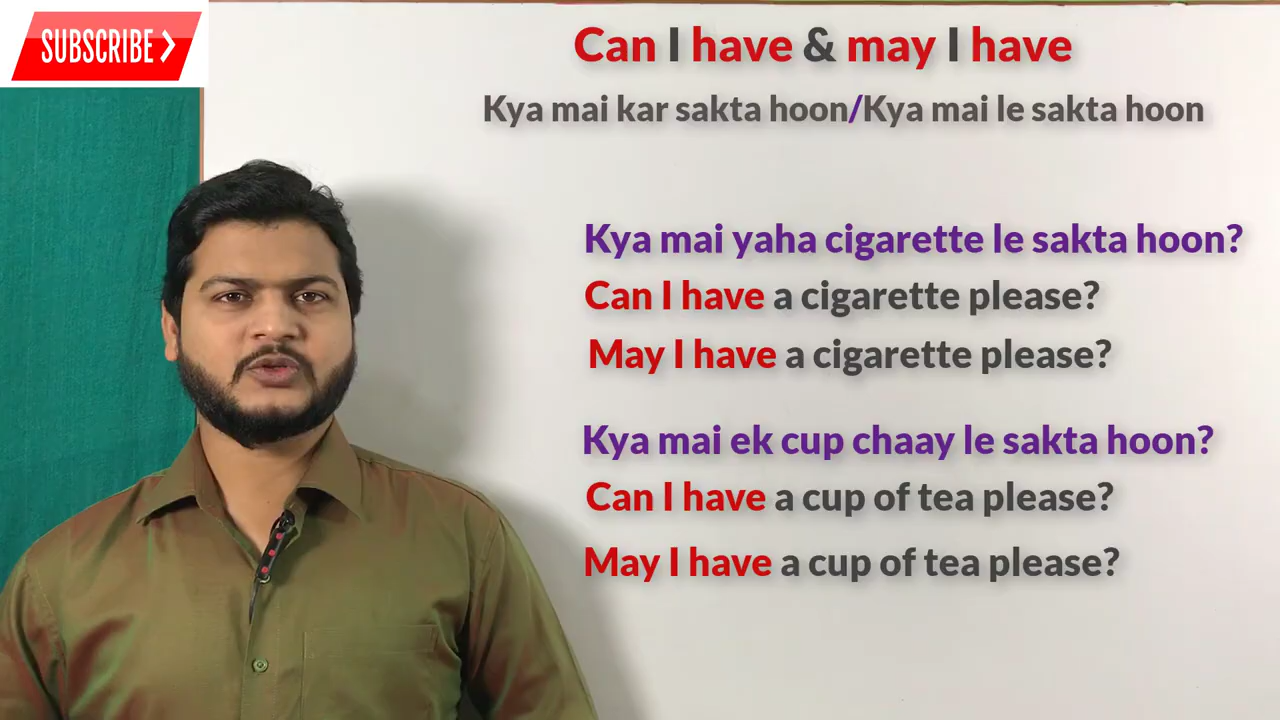 SUBSCRIBE
Can I have & may I have
Kya mai kar sakta hoon/Kya mai le sakta hoon
Kya mai yaha cigarette le sakta hoon?
Can I have a cigarette please?
May I have a cigarette please?
Kya mai ek cup chaay le sakta hoon?
Can I have a cup of tea please?
May I have a cup of tea please?